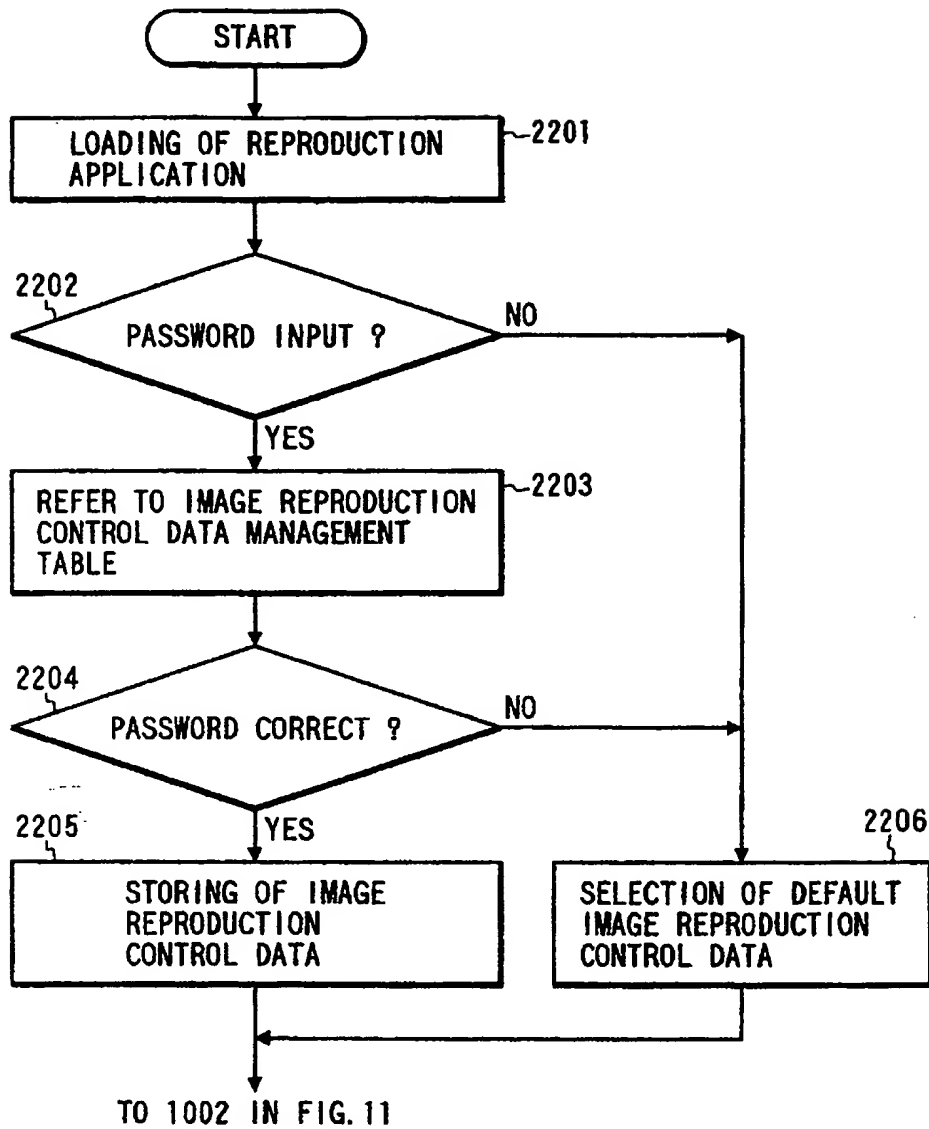 START
LOADING OF REPRODUCTION
APPLICATION
2201
2202
PASSWORD INPUT ?
NO
YES
REFER TO IMAGE REPRODUCTION
CONTROL DATA MANAGEMENT
TABLE
2203
2204
PASSWORD CORRECT ?
NO
YES
2205
STORING OF IMAGE
REPRODUCTION
CONTROL DATA
2206
SELECTION OF DEFAULT
IMAGE REPRODUCTION
CONTROL DATA
TO 1002 IN FIG. 11